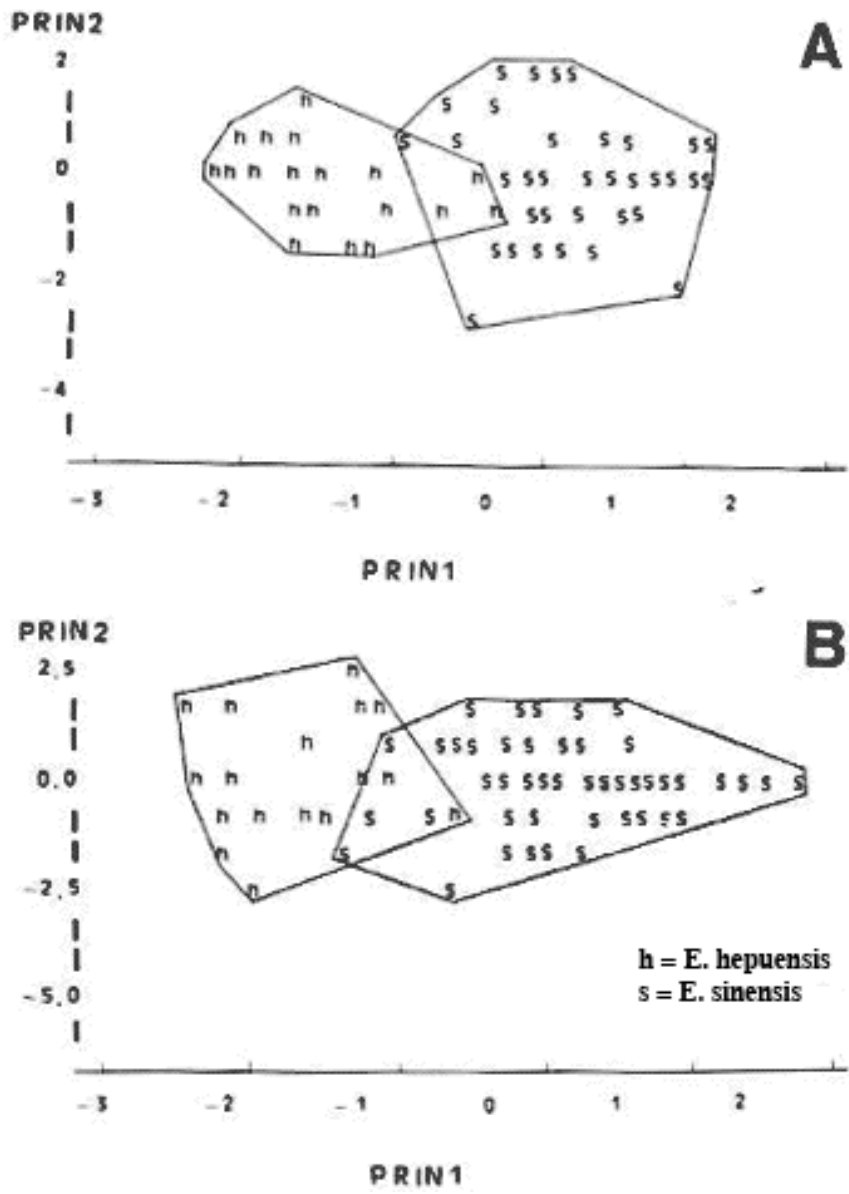 PRIN2
A
2
h s s s s
s s
h h h s s s s s s s
0
h h h h h h h s s s s s s s s s s
h h h h h s s s s s
h h h s s s s s
-2
s
s
-4
-3 -2 -1 0 1 2
PRIN1
PRIN2
B
2.5
h
h h h h s s s s s
h s s s s s s s s s
0.0
h h h h s s s s s s s s s s s s s s s s s
h h h h s s h s s s s s s s
h s s s s s
-2.5
h s
h = E. hepuensis
s = E. sinensis
-5.0
-3 -2 -1 0 1 2
PRIN1